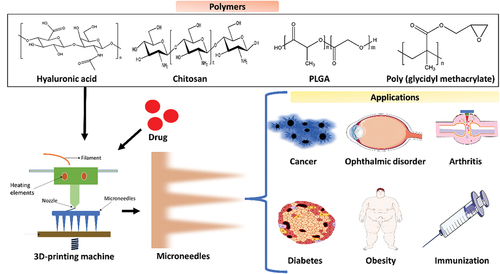 Polymers
Hyaluronic acid
Chitosan
PLGA
Poly (glycidyl methacrylate)
Drug
Filament
Heating elements
Nozzle
Microneedles
3D-printing machine
Microneedles
Applications
Cancer
Ophthalmic disorder
Arthritis
Diabetes
Obesity
Immunization